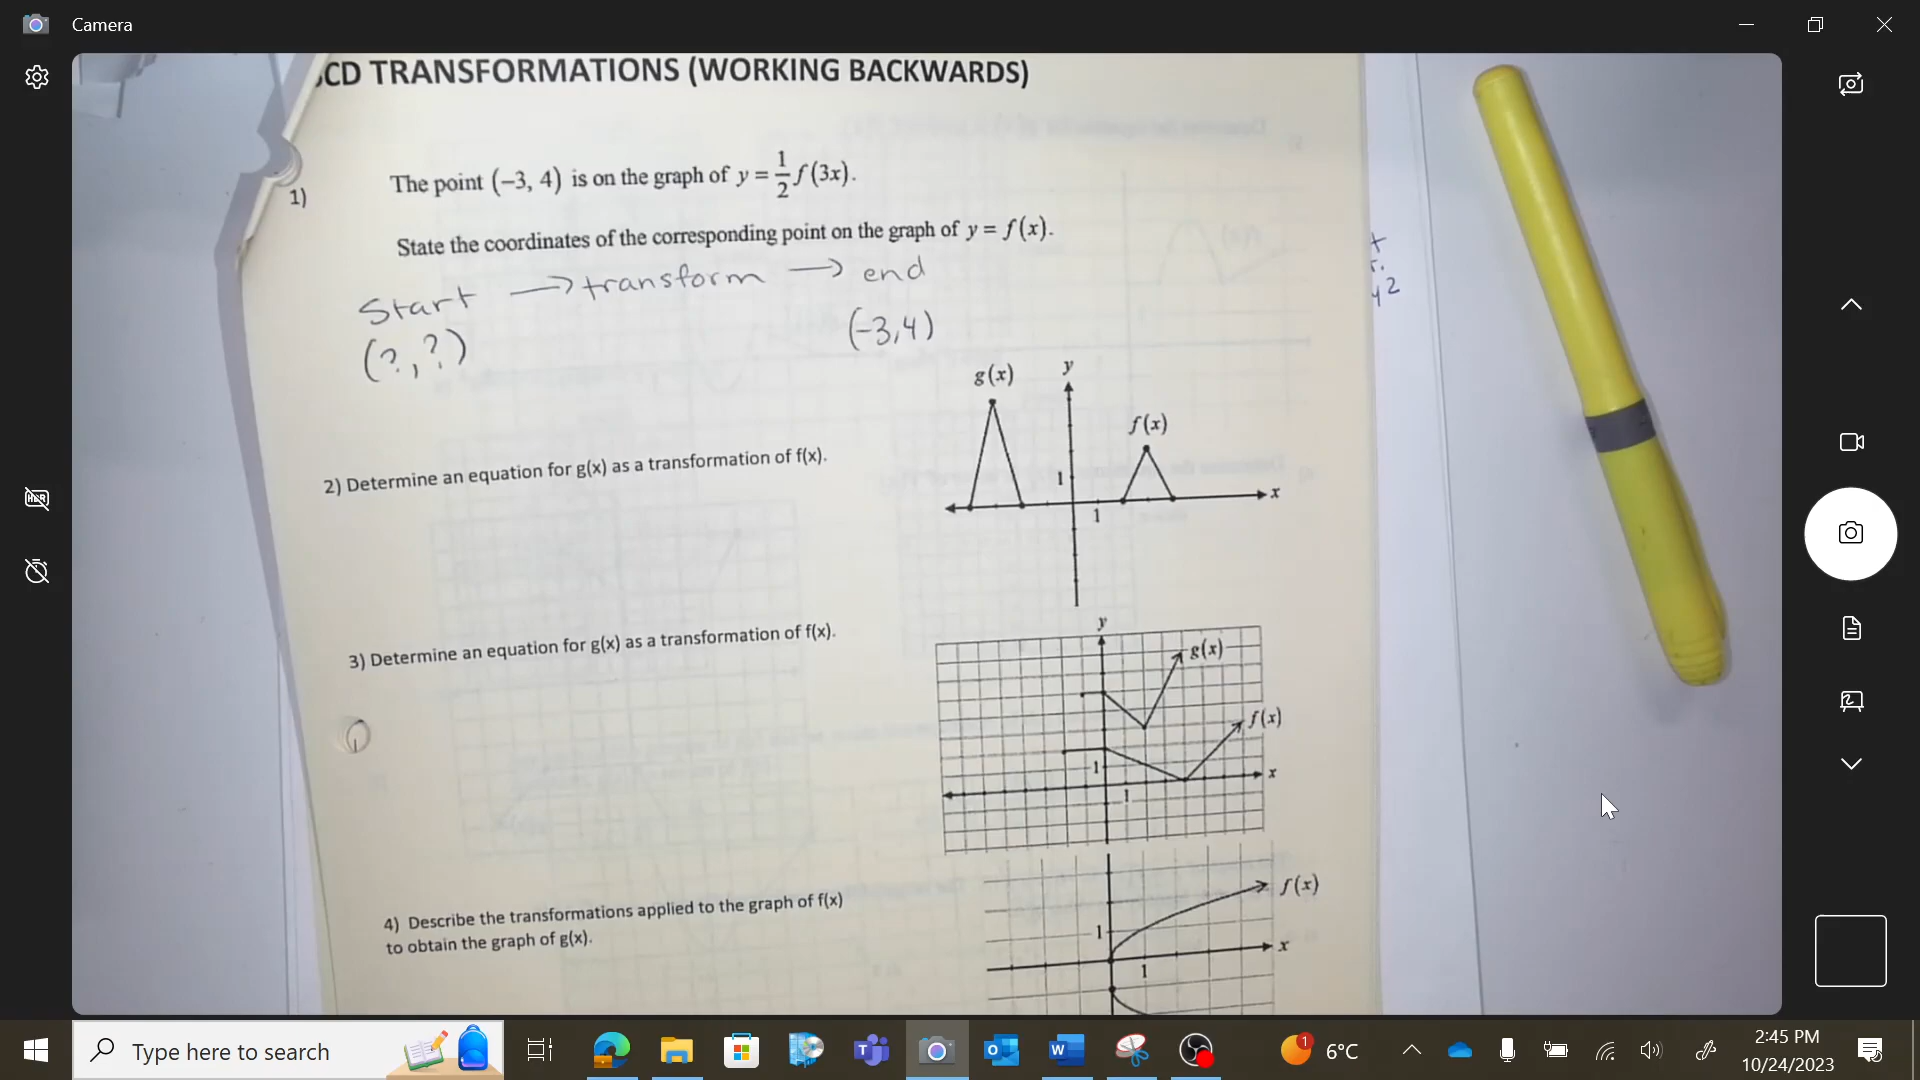 Camera
CD TRANSFORMATIONS (WORKING BACKWARDS)
1)
The point (−3, 4) is on the graph of y = 1/2 f(3x).
State the coordinates of the corresponding point on the graph of y = f(x).
Start → transform → end
(?, ?)
(-3,4)
g(x)
y
f(x)
1
x
1
2) Determine an equation for g(x) as a transformation of f(x).
3) Determine an equation for g(x) as a transformation of f(x).
y
g(x)
f(x)
1
x
1
4) Describe the transformations applied to the graph of f(x)
to obtain the graph of g(x).
f(x)
1
x
1
Type here to search
1
6°C
2:45 PM
10/24/2023